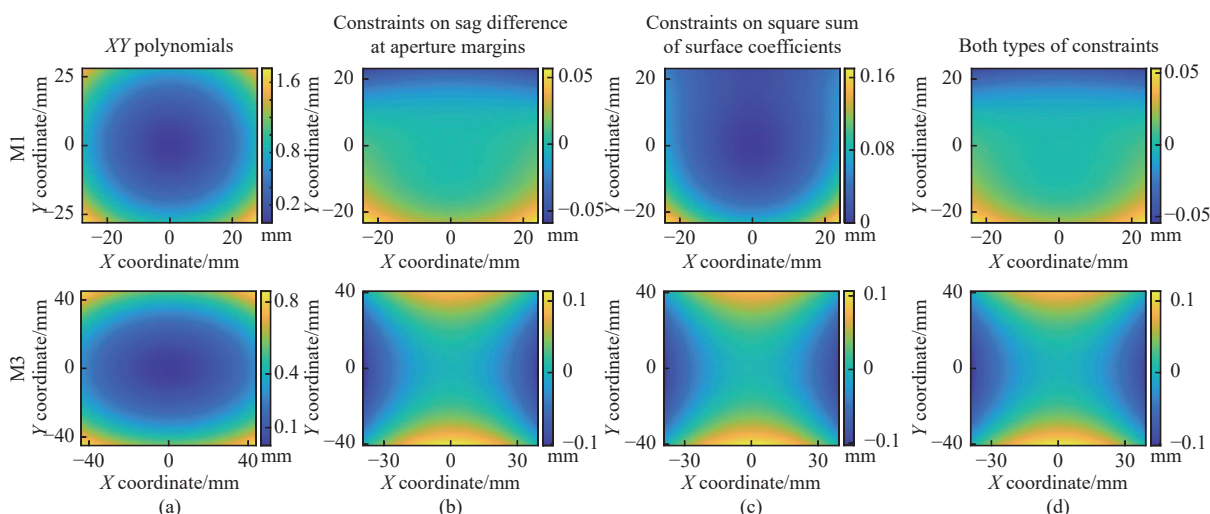 XY polynomials
Constraints on sag difference
at aperture margins
Constraints on square sum
of surface coefficients
Both types of constraints
M1
Y coordinate/mm
25
0
−25
−20 0 20
X coordinate/mm
1.6
0.8
0.2
mm
Y coordinate/mm
20
0
−20
−20 0 20
X coordinate/mm
0.05
0
−0.05
mm
Y coordinate/mm
20
0
−20
−20 0 20
X coordinate/mm
0.16
0.08
0
mm
Y coordinate/mm
20
0
−20
−20 0 20
X coordinate/mm
0.05
0
−0.05
mm
M3
Y coordinate/mm
40
0
−40
−40 0 40
X coordinate/mm
0.8
0.4
0.1
mm
(a)
Y coordinate/mm
40
0
−40
−30 0 30
X coordinate/mm
0.1
0
−0.1
mm
(b)
Y coordinate/mm
40
0
−40
−30 0 30
X coordinate/mm
0.1
0
−0.1
mm
(c)
Y coordinate/mm
40
0
−40
−30 0 30
X coordinate/mm
0.1
0
−0.1
mm
(d)